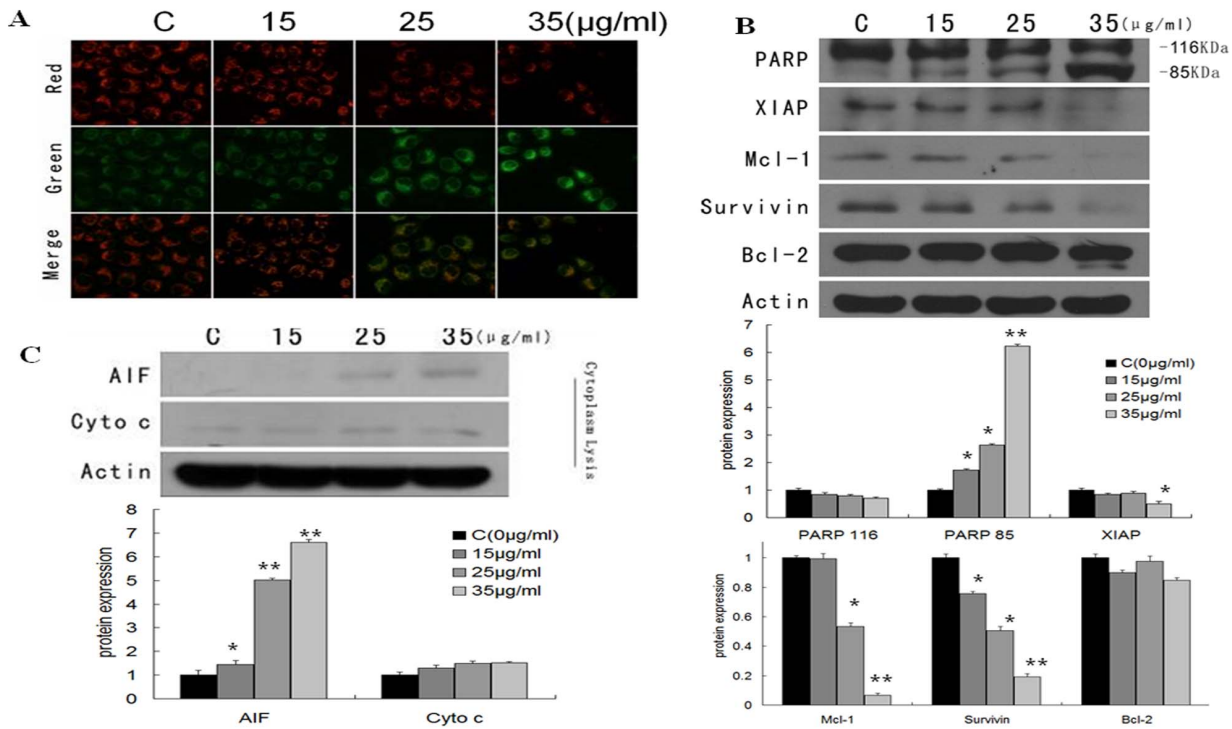 A
C 15 25 35(μg/ml)
Red
Green
Merge
B
C 15 25 35(μg/ml)
PARP
-116KDa
-85KDa
XIAP
Mcl-1
Survivin
Bcl-2
Actin
protein expression
7
6
5
4
3
2
1
0
C(0μg/ml)
15μg/ml
25μg/ml
35μg/ml
* * ** *
PARP 116 PARP 85 XIAP
protein expression
1
0.8
0.6
0.4
0.2
0
* ** * * **
Mcl-1 Survivin Bcl-2
C
C 15 25 35(μg/ml)
AIF
Cyto c
Actin
Cytoplasm Lysis
protein expression
8
7
6
5
4
3
2
1
0
C(0μg/ml)
15μg/ml
25μg/ml
35μg/ml
* ** **
AIF Cyto c